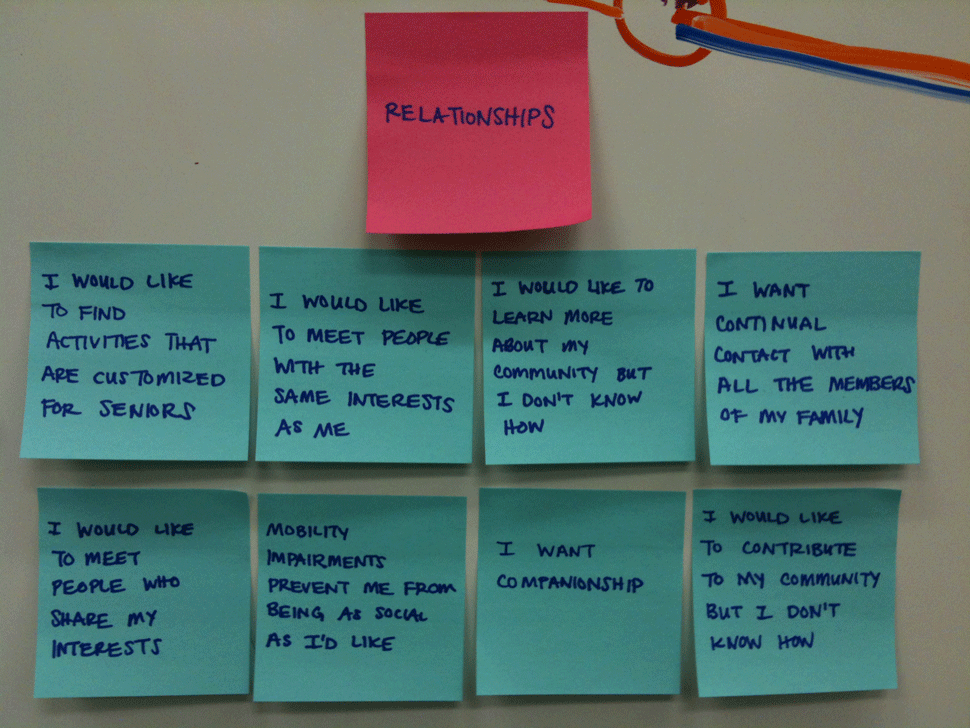 RELATIONSHIPS
I WOULD LIKE
TO FIND
ACTIVITIES THAT
ARE CUSTOMIZED
FOR SENIORS
I WOULD LIKE
TO MEET PEOPLE
WITH THE
SAME INTERESTS
AS ME
I WOULD LIKE TO
LEARN MORE
ABOUT MY
COMMUNITY BUT
I DON'T KNOW
HOW
I WANT
CONTINUAL
CONTACT WITH
ALL THE MEMBERS
OF MY FAMILY
I WOULD LIKE
TO MEET
PEOPLE WHO
SHARE MY
INTERESTS
MOBILITY
IMPAIRMENTS
PREVENT ME FROM
BEING AS SOCIAL
AS I'D LIKE
I WANT
COMPANIONSHIP
I WOULD LIKE
TO CONTRIBUTE
TO MY COMMUNITY
BUT I DON'T
KNOW HOW